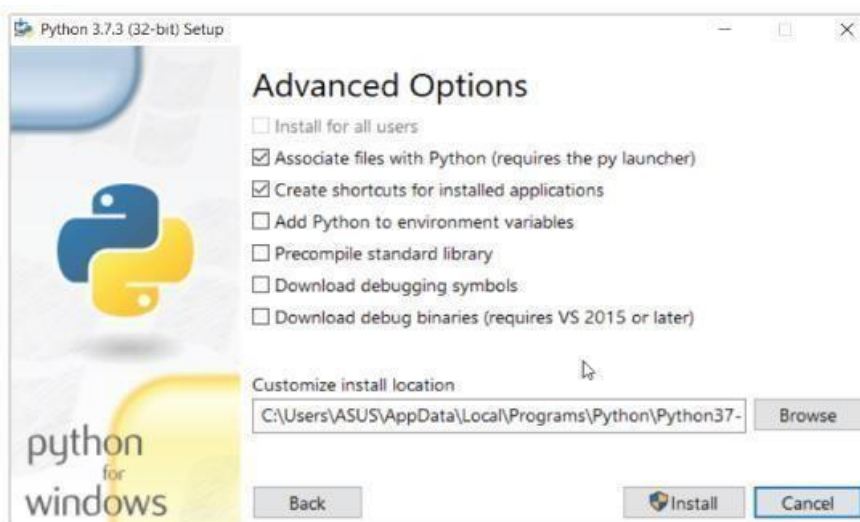 Python 3.7.3 (32-bit) Setup
Advanced Options
Install for all users
Associate files with Python (requires the py launcher)
Create shortcuts for installed applications
Add Python to environment variables
Precompile standard library
Download debugging symbols
Download debug binaries (requires VS 2015 or later)
Customize install location
C:\Users\ASUS\AppData\Local\Programs\Python\Python37- Browse
python
for
windows
Back Install Cancel